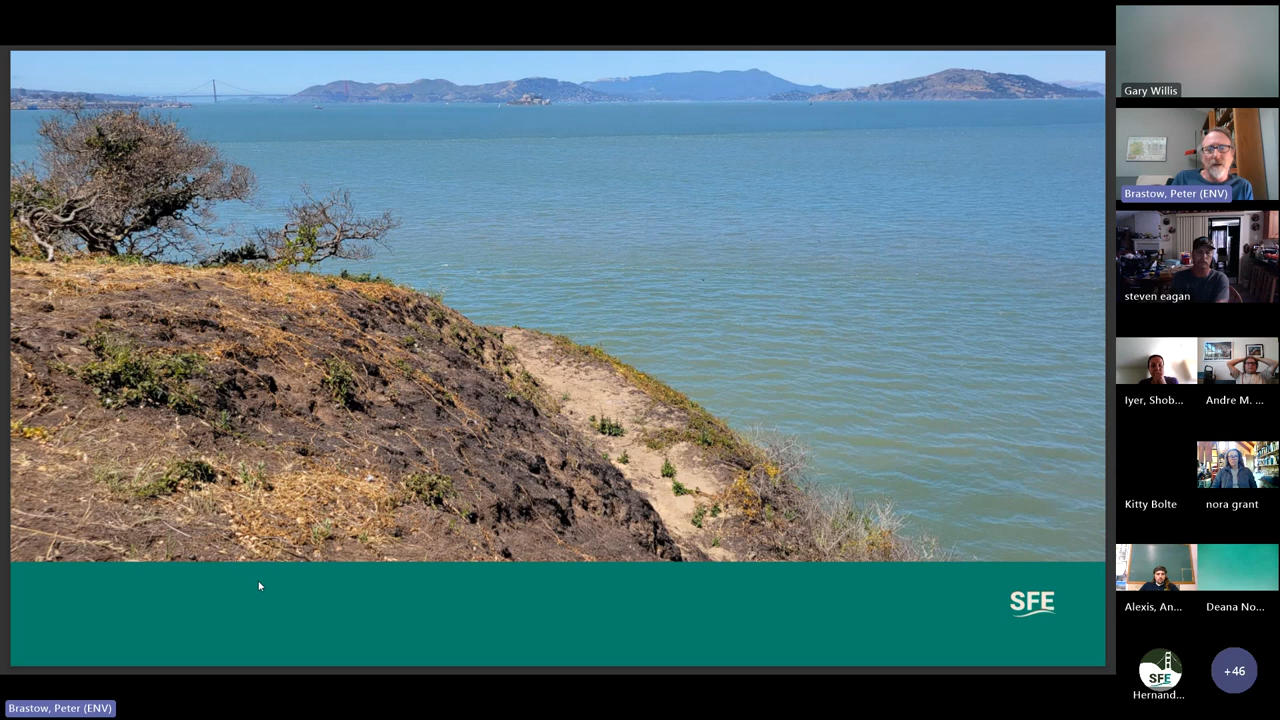 Gary Willis
Brastow, Peter (ENV)
steven eagan
Iyer, Shob...
Andre M. ...
Kitty Bolte
nora grant
Alexis, An...
Deana No...
SFE
SFE
Hernand...
+46
Brastow, Peter (ENV)